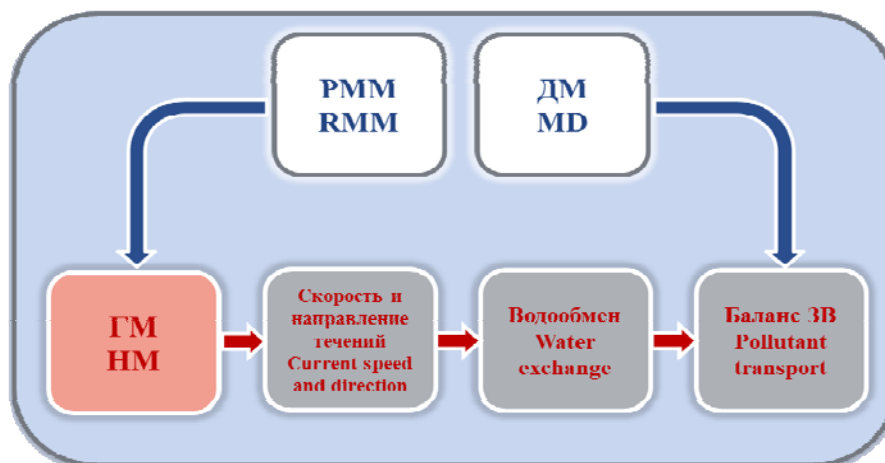 РММ
RMM
ДМ
MD
ГМ
HM
Скорость и
направление
течений
Current speed
and direction
Водообмен
Water
exchange
Баланс ЗВ
Pollutant
transport